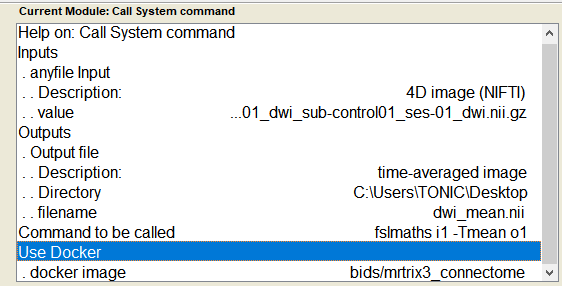 Current Module: Call System command
Help on: Call System command
Inputs
. anyfile Input
. . Description: 4D image (NIFTI)
. . value ...01_dwi_sub-control01_ses-01_dwi.nii.gz
Outputs
. Output file
. . Description: time-averaged image
. . Directory C:\Users\TONIC\Desktop
. . filename dwi_mean.nii
Command to be called fslmaths i1 -Tmean o1
Use Docker
. docker image bids/mrtrix3_connectome